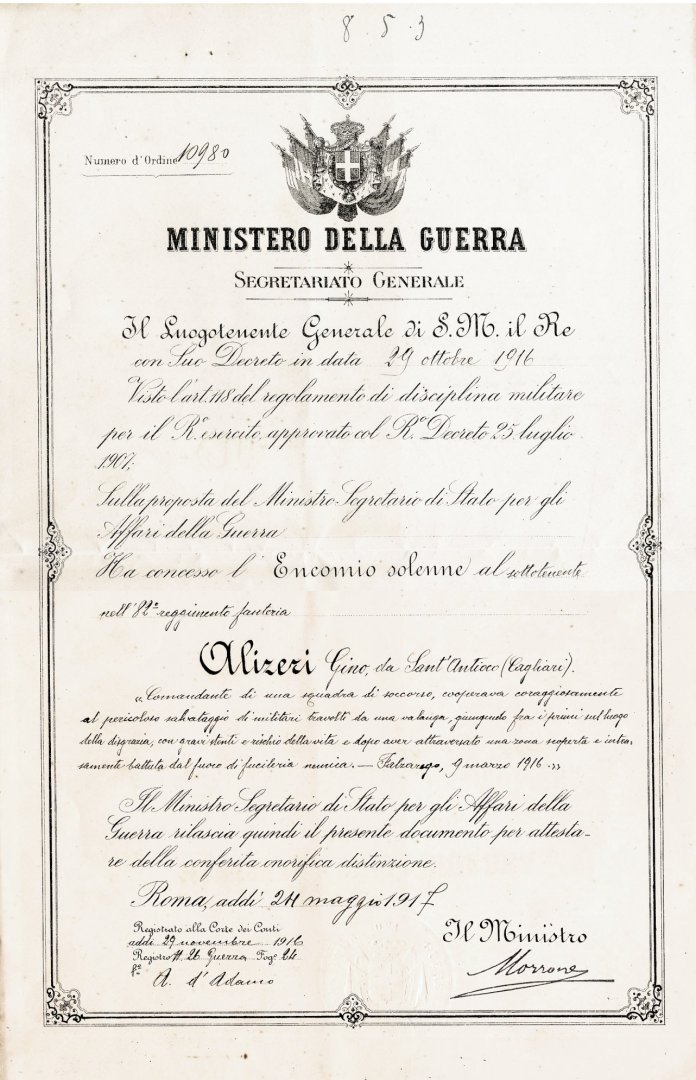 8 5 3
Numero d'Ordine 10980
MINISTERO DELLA GUERRA
SEGRETARIATO GENERALE
Il Luogotenente Generale di S. M. il Re
con Suo Decreto in data 29 ottobre 1916
Visto l'art. 118 del regolamento di disciplina militare
per il R.º esercito, approvato col R.º Decreto 25 luglio
1907;
Sulla proposta del Ministro Segretario di Stato per gli
Affari della Guerra
Ha concesso l' Encomio solenne al sottotenente
nell'82º reggimento fanteria
Alizeri Gino, da Sant'Antioco (Cagliari).
"Comandante di una squadra di soccorso, cooperava coraggiosamente
al pericoloso salvataggio di militari travolti da una valanga, giungendo fra i primi sul luogo
della disgrazia, con gravi stenti e rischio della vita e dopo aver attraversato una zona scoperta e inten-
samente battuta dal fuoco di fucileria nemica. — Falzarego, 9 marzo 1916."
Il Ministro Segretario di Stato per gli Affari della
Guerra rilascia quindi il presente documento per attesta-
re della conferita onorifica distinzione.
Roma, addì 24 maggio 1917
Registrato alla Corte dei Conti
addì 29 novembre 1916
Registro N. 26 Guerra Fogº 24
Fº A. d'Adamo
Il Ministro
Morrone